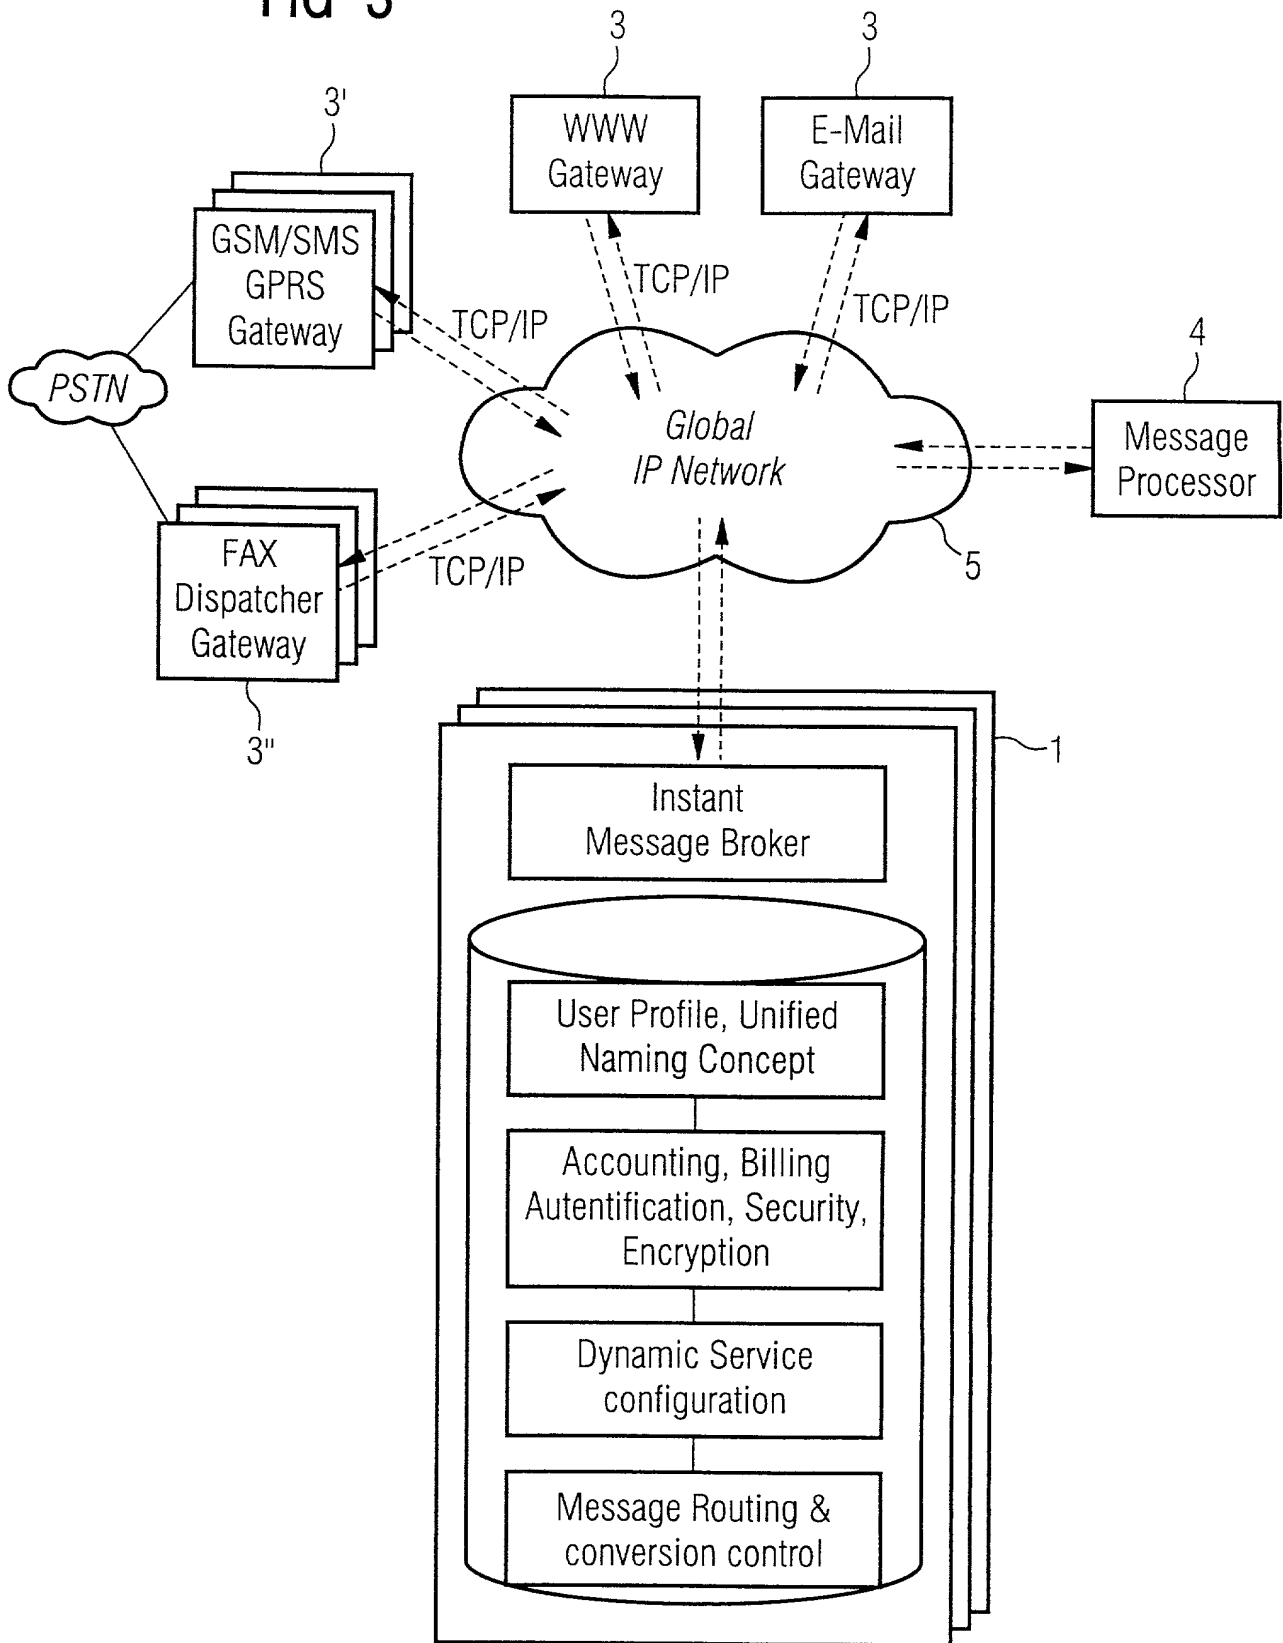 FIG 3
3
3
3'
WWW
Gateway
E-Mail
Gateway
GSM/SMS
GPRS
Gateway
TCP/IP
TCP/IP
TCP/IP
4
PSTN
Global
IP Network
Message
Processor
FAX
Dispatcher
Gateway
TCP/IP
5
3"
1
Instant
Message Broker
User Profile, Unified
Naming Concept
Accounting, Billing
Autentification, Security,
Encryption
Dynamic Service
configuration
Message Routing &
conversion control